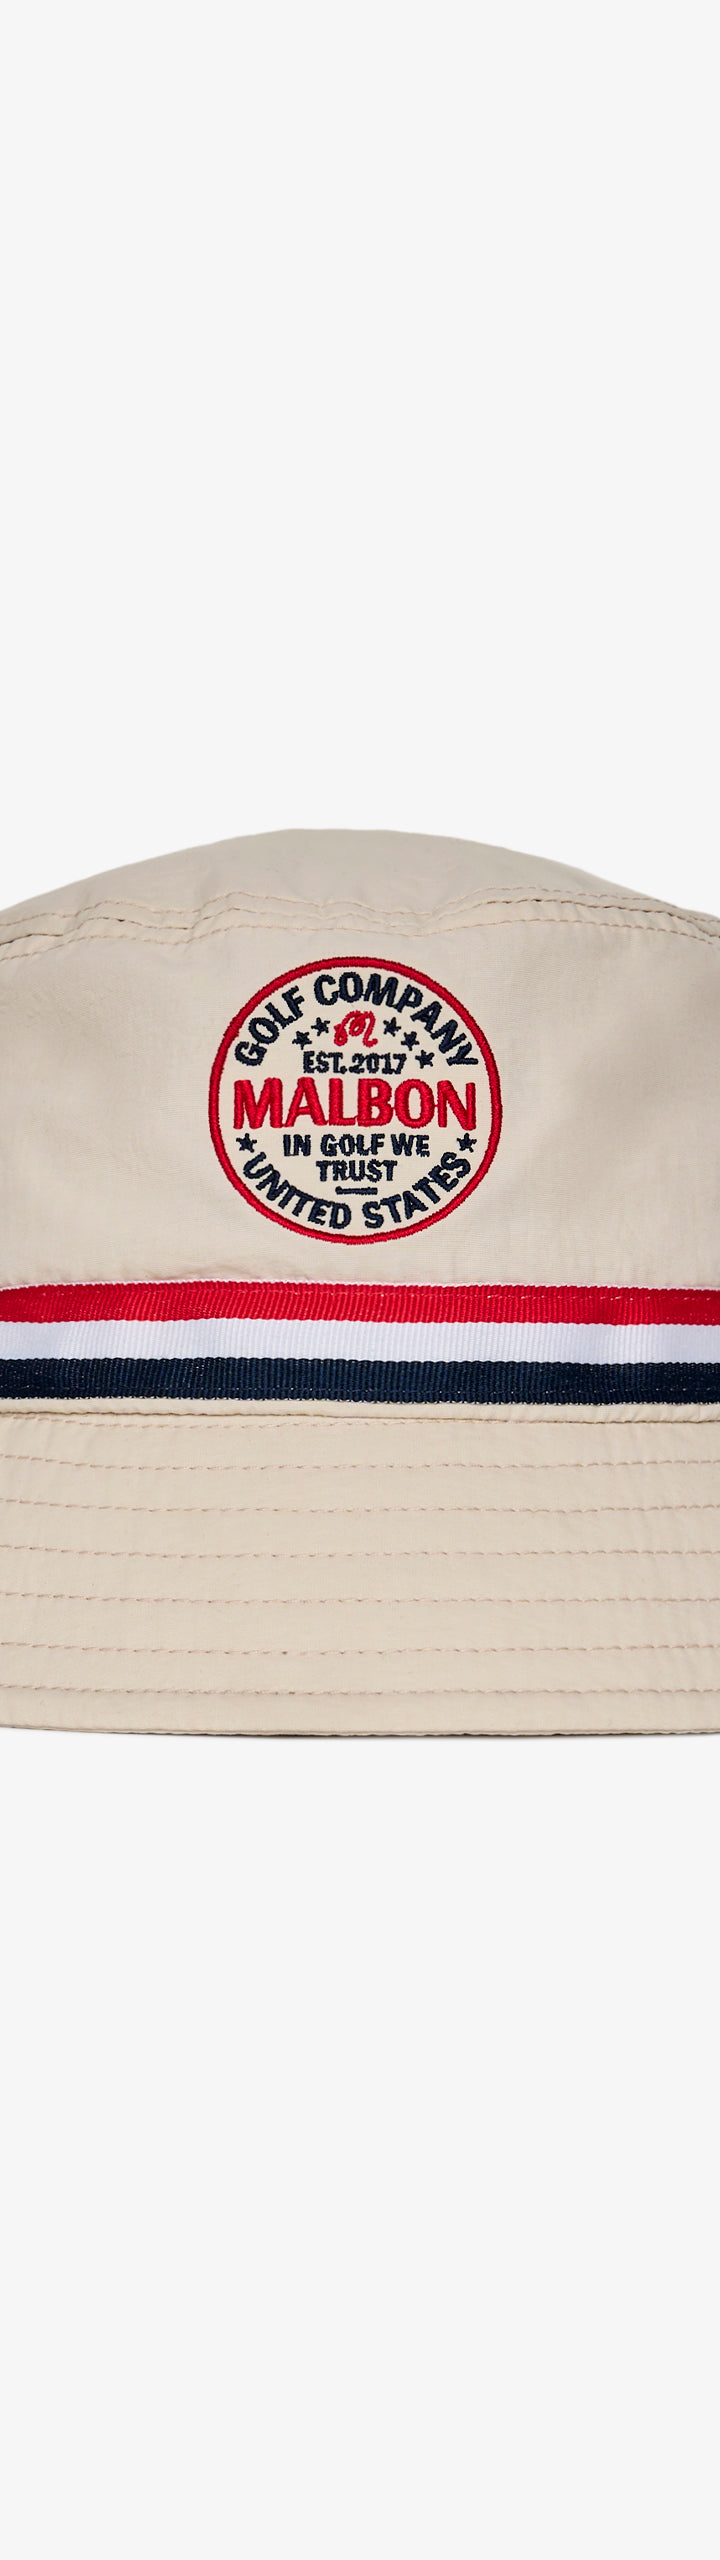 GOLF COMPANY
EST. 2017
MALBON
IN GOLF WE
TRUST
UNITED STATES